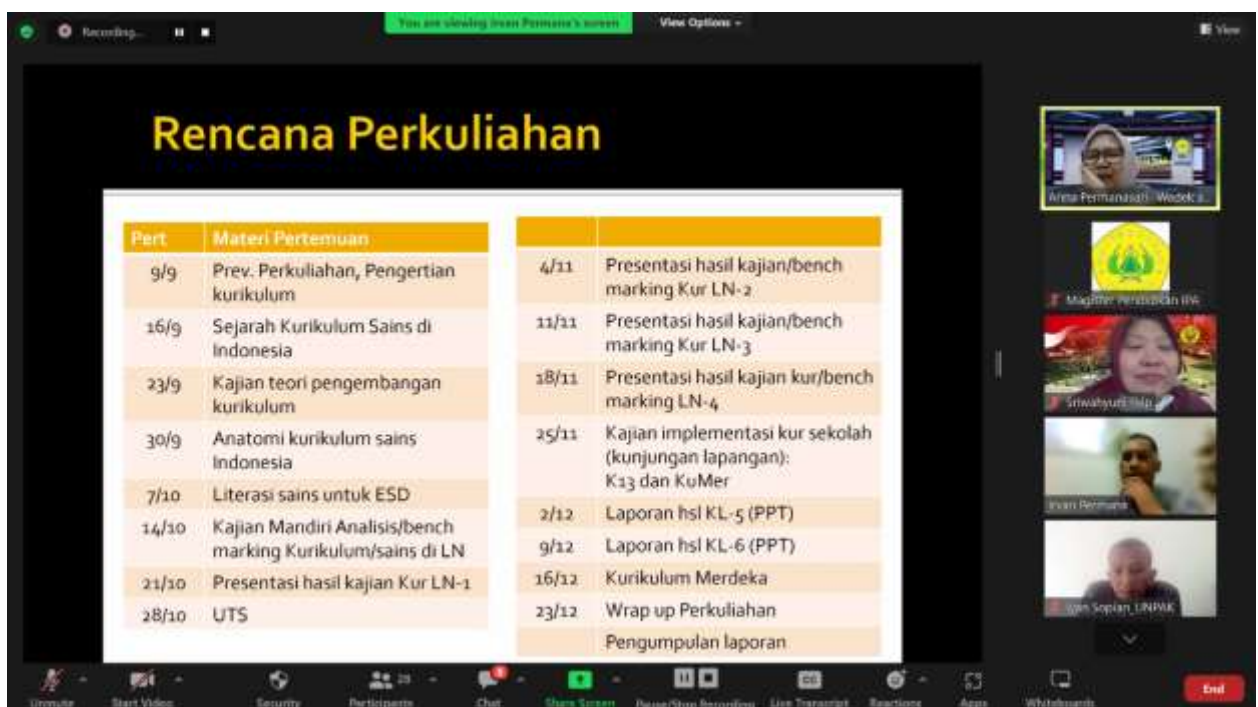 Recording...
You are viewing Irvan Permana's screen
View Options
View
Rencana Perkuliahan
Pert Materi Pertemuan
9/9 Prev. Perkuliahan, Pengertian
kurikulum
16/9 Sejarah Kurikulum Sains di
Indonesia
23/9 Kajian teori pengembangan
kurikulum
30/9 Anatomi kurikulum sains
Indonesia
7/10 Literasi sains untuk ESD
14/10 Kajian Mandiri Analisis/bench
marking Kurikulum/sains di LN
21/10 Presentasi hasil kajian Kur LN-1
28/10 UTS
4/11 Presentasi hasil kajian/bench
marking Kur LN-2
11/11 Presentasi hasil kajian/bench
marking Kur LN-3
18/11 Presentasi hasil kajian kur/bench
marking LN-4
25/11 Kajian implementasi kur sekolah
(kunjungan lapangan):
K13 dan KuMer
2/12 Laporan hsl KL-5 (PPT)
9/12 Laporan hsl KL-6 (PPT)
16/12 Kurikulum Merdeka
23/12 Wrap up Perkuliahan
Pengumpulan laporan
Anna Permanasari - Wadek
Magister Pendidikan IPA
Sriwahyuni
Irvan Permana
Sopian_UNPAK
Unmute
Start Video
Security
Participants
Chat
Share Screen
Pause/Stop Recording
Live Transcript
Reactions
Apps
Whiteboards
End